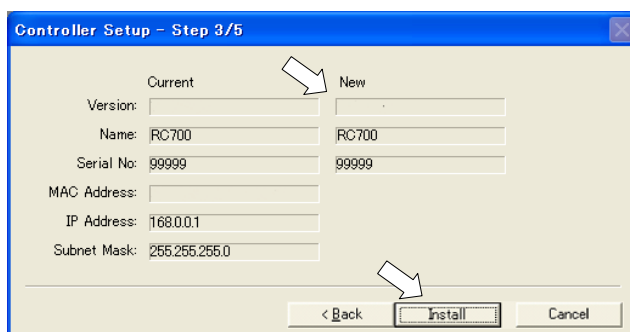 Controller Setup - Step 3/5
Current New
Version:
Name: RC700 RC700
Serial No: 99999 99999
MAC Address:
IP Address: 168.0.0.1
Subnet Mask: 255.255.255.0
< Back Install Cancel